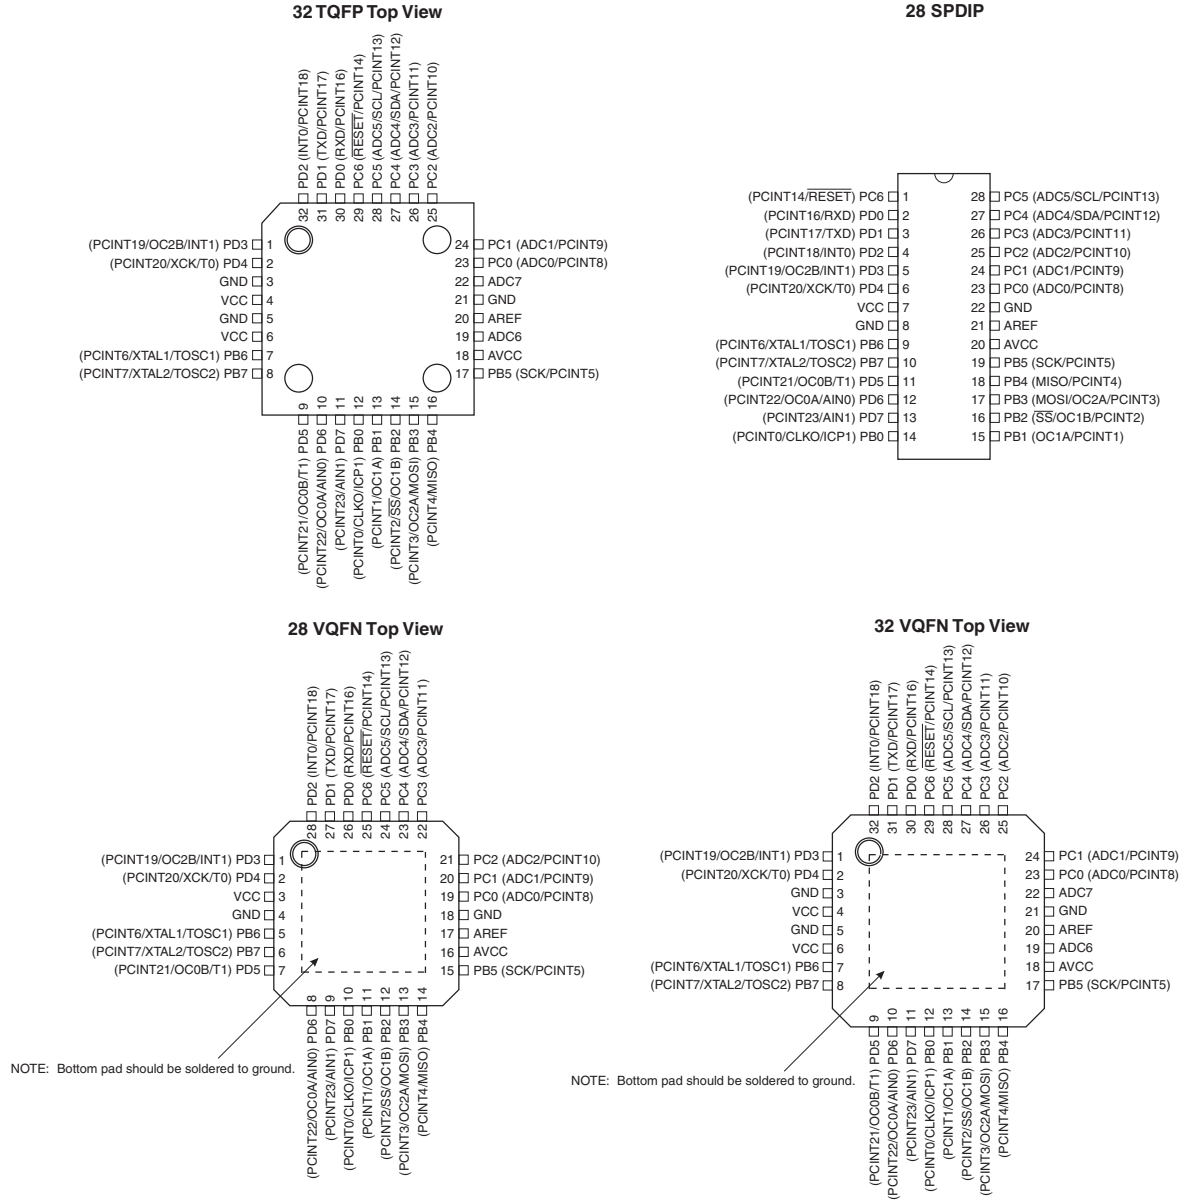 32 TQFP Top View
PD2 (INT0/PCINT18)
PD1 (TXD/PCINT17)
PD0 (RXD/PCINT16)
PC6 (RESET/PCINT14)
PC5 (ADC5/SCL/PCINT13)
PC4 (ADC4/SDA/PCINT12)
PC3 (ADC3/PCINT11)
PC2 (ADC2/PCINT10)
32
31
30
29
28
27
26
25
(PCINT19/OC2B/INT1) PD3 1
(PCINT20/XCK/T0) PD4 2
GND 3
VCC 4
GND 5
VCC 6
(PCINT6/XTAL1/TOSC1) PB6 7
(PCINT7/XTAL2/TOSC2) PB7 8
24 PC1 (ADC1/PCINT9)
23 PC0 (ADC0/PCINT8)
22 ADC7
21 GND
20 AREF
19 ADC6
18 AVCC
17 PB5 (SCK/PCINT5)
9
10
11
12
13
14
15
16
(PCINT21/OC0B/T1) PD5
(PCINT22/OC0A/AIN0) PD6
(PCINT23/AIN1) PD7
(PCINT0/CLKO/ICP1) PB0
(PCINT1/OC1A) PB1
(PCINT2/SS/OC1B) PB2
(PCINT3/OC2A/MOSI) PB3
(PCINT4/MISO) PB4
28 SPDIP
(PCINT14/RESET) PC6 1
(PCINT16/RXD) PD0 2
(PCINT17/TXD) PD1 3
(PCINT18/INT0) PD2 4
(PCINT19/OC2B/INT1) PD3 5
(PCINT20/XCK/T0) PD4 6
VCC 7
GND 8
(PCINT6/XTAL1/TOSC1) PB6 9
(PCINT7/XTAL2/TOSC2) PB7 10
(PCINT21/OC0B/T1) PD5 11
(PCINT22/OC0A/AIN0) PD6 12
(PCINT23/AIN1) PD7 13
(PCINT0/CLKO/ICP1) PB0 14
28 PC5 (ADC5/SCL/PCINT13)
27 PC4 (ADC4/SDA/PCINT12)
26 PC3 (ADC3/PCINT11)
25 PC2 (ADC2/PCINT10)
24 PC1 (ADC1/PCINT9)
23 PC0 (ADC0/PCINT8)
22 GND
21 AREF
20 AVCC
19 PB5 (SCK/PCINT5)
18 PB4 (MISO/PCINT4)
17 PB3 (MOSI/OC2A/PCINT3)
16 PB2 (SS/OC1B/PCINT2)
15 PB1 (OC1A/PCINT1)
28 VQFN Top View
PD2 (INT0/PCINT18)
PD1 (TXD/PCINT17)
PD0 (RXD/PCINT16)
PC6 (RESET/PCINT14)
PC5 (ADC5/SCL/PCINT13)
PC4 (ADC4/SDA/PCINT12)
PC3 (ADC3/PCINT11)
28
27
26
25
24
23
22
(PCINT19/OC2B/INT1) PD3 1
(PCINT20/XCK/T0) PD4 2
VCC 3
GND 4
(PCINT6/XTAL1/TOSC1) PB6 5
(PCINT7/XTAL2/TOSC2) PB7 6
(PCINT21/OC0B/T1) PD5 7
21 PC2 (ADC2/PCINT10)
20 PC1 (ADC1/PCINT9)
19 PC0 (ADC0/PCINT8)
18 GND
17 AREF
16 AVCC
15 PB5 (SCK/PCINT5)
8
9
10
11
12
13
14
(PCINT22/OC0A/AIN0) PD6
(PCINT23/AIN1) PD7
(PCINT0/CLKO/ICP1) PB0
(PCINT1/OC1A) PB1
(PCINT2/SS/OC1B) PB2
(PCINT3/OC2A/MOSI) PB3
(PCINT4/MISO) PB4
NOTE: Bottom pad should be soldered to ground.
32 VQFN Top View
PD2 (INT0/PCINT18)
PD1 (TXD/PCINT17)
PD0 (RXD/PCINT16)
PC6 (RESET/PCINT14)
PC5 (ADC5/SCL/PCINT13)
PC4 (ADC4/SDA/PCINT12)
PC3 (ADC3/PCINT11)
PC2 (ADC2/PCINT10)
32
31
30
29
28
27
26
25
(PCINT19/OC2B/INT1) PD3 1
(PCINT20/XCK/T0) PD4 2
GND 3
VCC 4
GND 5
VCC 6
(PCINT6/XTAL1/TOSC1) PB6 7
(PCINT7/XTAL2/TOSC2) PB7 8
24 PC1 (ADC1/PCINT9)
23 PC0 (ADC0/PCINT8)
22 ADC7
21 GND
20 AREF
19 ADC6
18 AVCC
17 PB5 (SCK/PCINT5)
9
10
11
12
13
14
15
16
(PCINT21/OC0B/T1) PD5
(PCINT22/OC0A/AIN0) PD6
(PCINT23/AIN1) PD7
(PCINT0/CLKO/ICP1) PB0
(PCINT1/OC1A) PB1
(PCINT2/SS/OC1B) PB2
(PCINT3/OC2A/MOSI) PB3
(PCINT4/MISO) PB4
NOTE: Bottom pad should be soldered to ground.